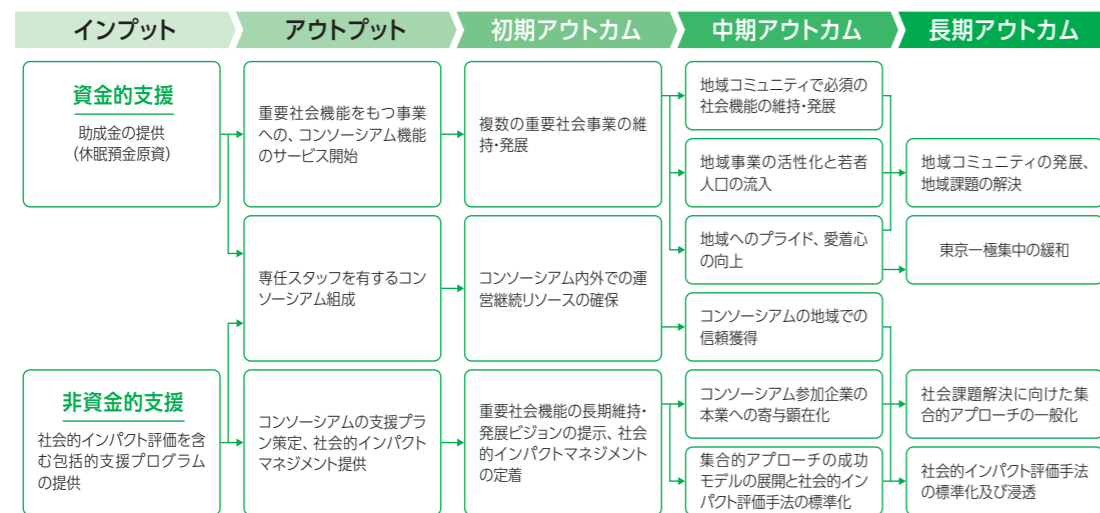 インプット
アウトプット
初期アウトカム
中期アウトカム
長期アウトカム
資金的支援
助成金の提供
(休眠預金原資)
非資金的支援
社会的インパクト評価を含
む包括的支援プログラム
の提供
重要社会機能をもつ事業
への、コンソーシアム機能
のサービス開始
専任スタッフを有するコン
ソーシアム組成
コンソーシアムの支援プラ
ン策定、社会的インパクト
マネジメント提供
複数の重要社会事業の維
持・発展
コンソーシアム内外での運
営継続リソースの確保
重要社会機能の長期維持・
発展ビジョンの提示、社会
的インパクトマネジメント
の定着
地域コミュニティで必須の
社会機能の維持・発展
地域事業の活性化と若者
人口の流入
地域へのプライド、愛着心
の向上
コンソーシアムの地域での
信頼獲得
コンソーシアム参加企業の
本業への寄与顕在化
集合的アプローチの成功
モデルの展開と社会的イン
パクト評価手法の標準化
地域コミュニティの発展、
地域課題の解決
東京一極集中の緩和
社会課題解決に向けた集
合的アプローチの一般化
社会的インパクト評価手法
の標準化及び浸透